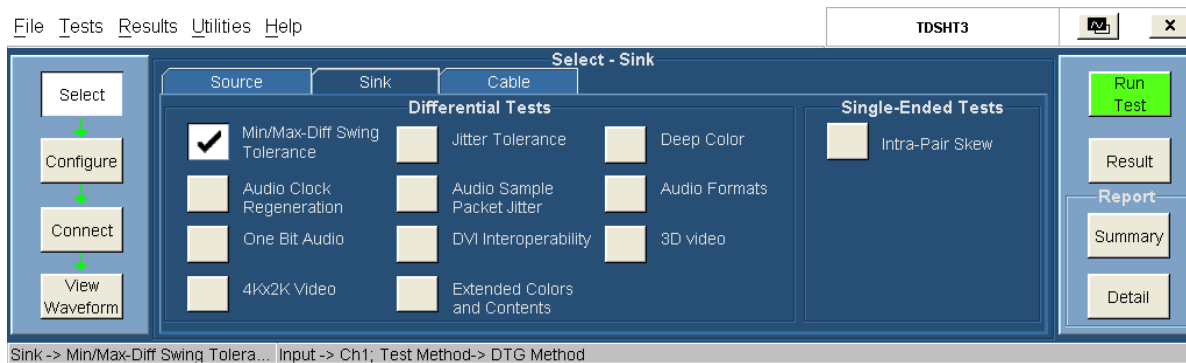 File Tests Results Utilities Help
TDSHT3
x
Select - Sink
Select
Configure
Connect
View
Waveform
Source
Sink
Cable
Differential Tests
Min/Max-Diff Swing
Tolerance
Jitter Tolerance
Deep Color
Audio Clock
Regeneration
Audio Sample
Packet Jitter
Audio Formats
One Bit Audio
DVI Interoperability
3D video
4Kx2K Video
Extended Colors
and Contents
Single-Ended Tests
Intra-Pair Skew
Run
Test
Result
Report
Summary
Detail
Sink -> Min/Max-Diff Swing Tolera... Input -> Ch1; Test Method-> DTG Method